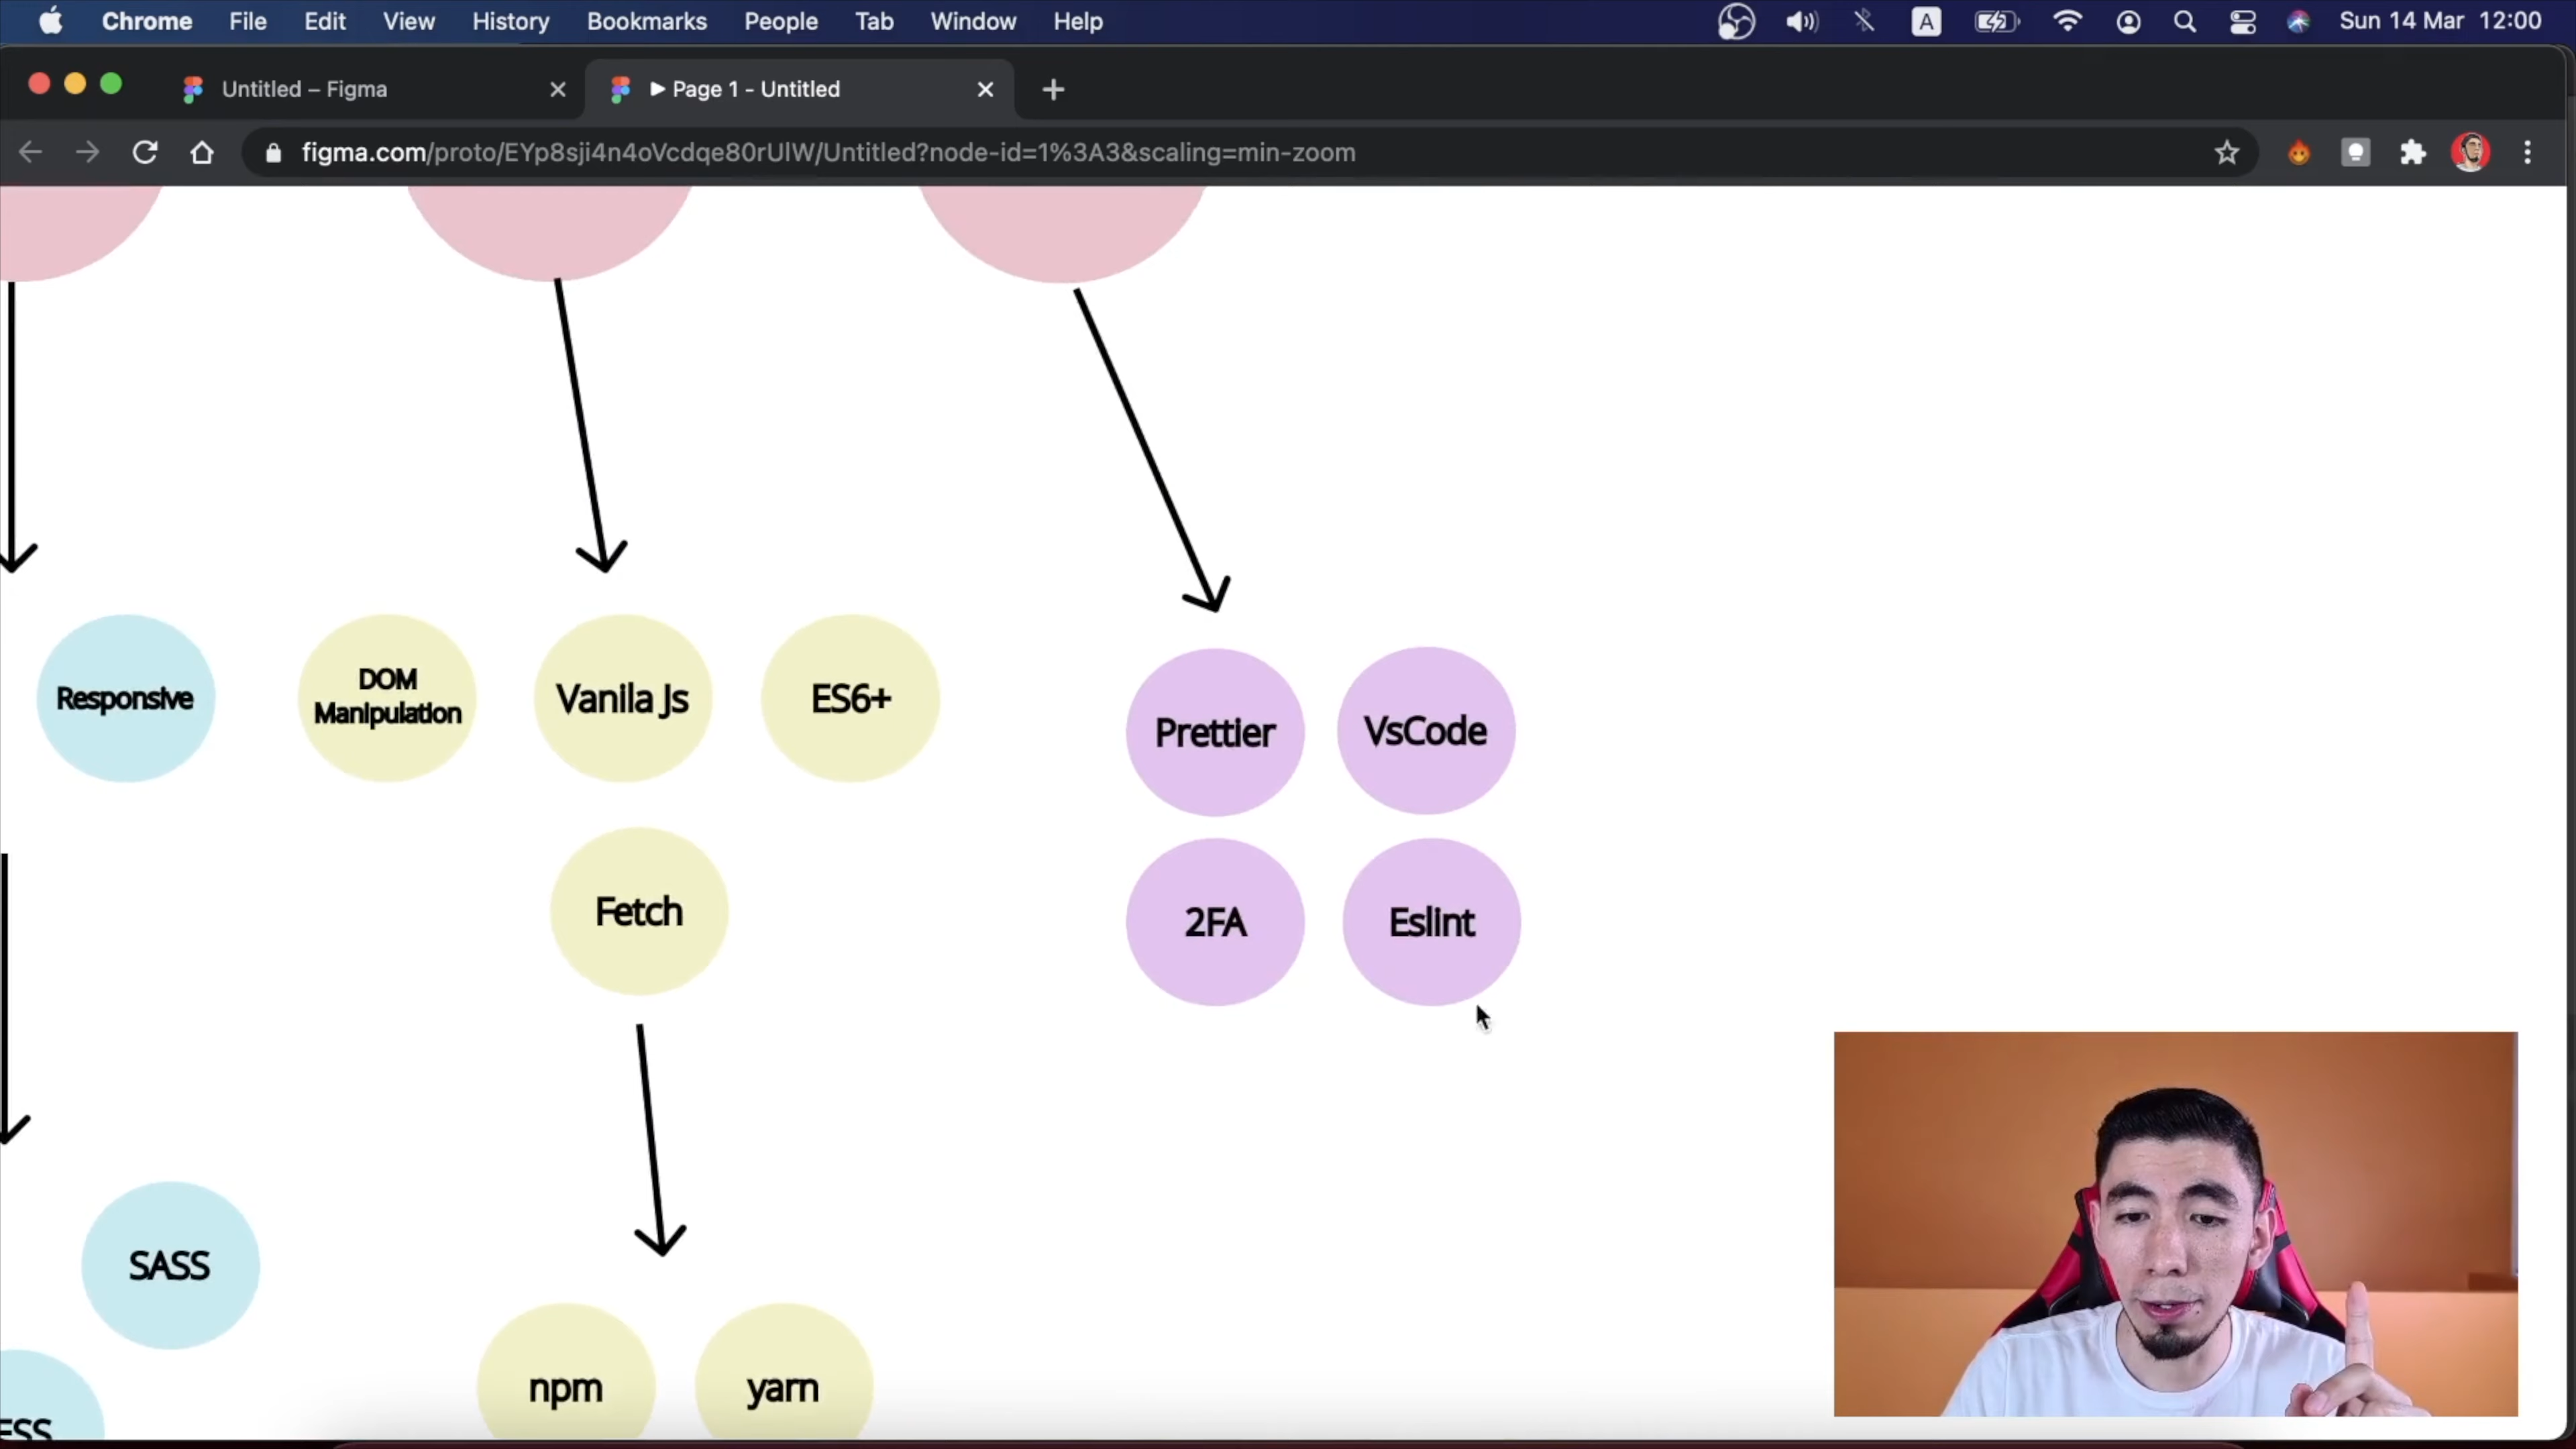 Chrome File Edit View History Bookmarks People Tab Window Help A Sun 14 Mar 12:00
Untitled – Figma
Page 1 - Untitled
figma.com/proto/EYp8sji4n4oVcdqe80rUlW/Untitled?node-id=1%3A3&scaling=min-zoom
Responsive
DOM
Manipulation
Vanila Js
ES6+
Prettier
VsCode
Fetch
2FA
Eslint
SASS
npm
yarn